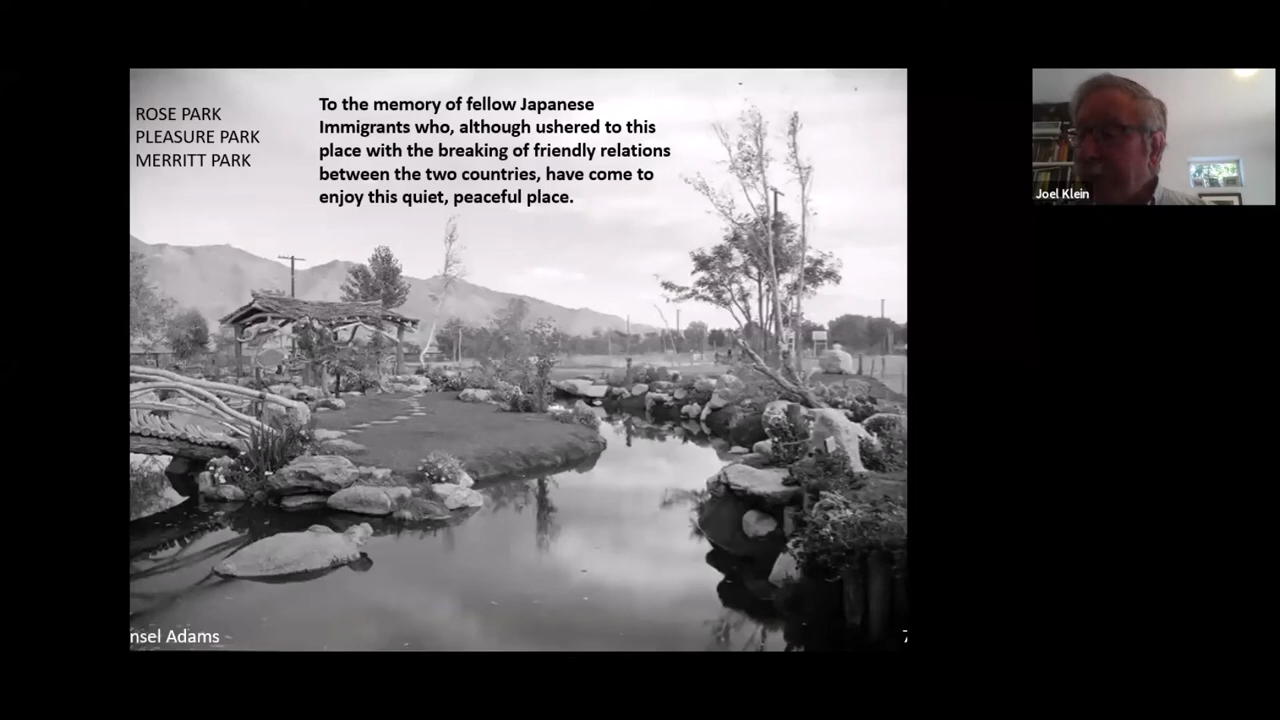 ROSE PARK
PLEASURE PARK
MERRITT PARK
To the memory of fellow Japanese
Immigrants who, although ushered to this
place with the breaking of friendly relations
between the two countries, have come to
enjoy this quiet, peaceful place.
Joel Klein
nsel Adams